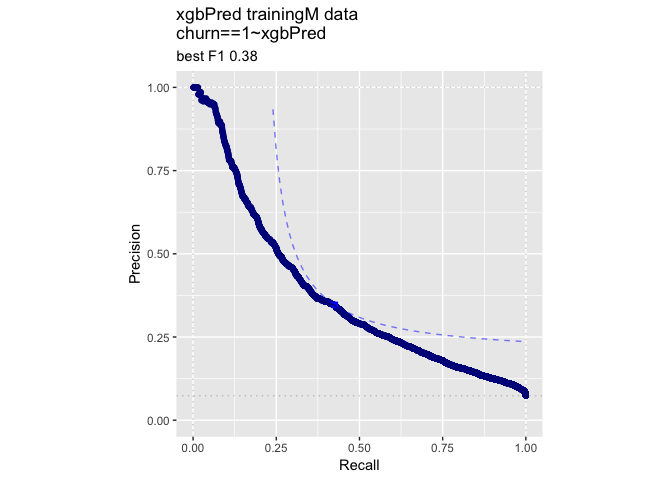 xgbPred trainingM data
churn==1~xgbPred
best F1 0.38
1.00
0.75
0.50
0.25
0.00
Precision
0.00 0.25 0.50 0.75 1.00
Recall